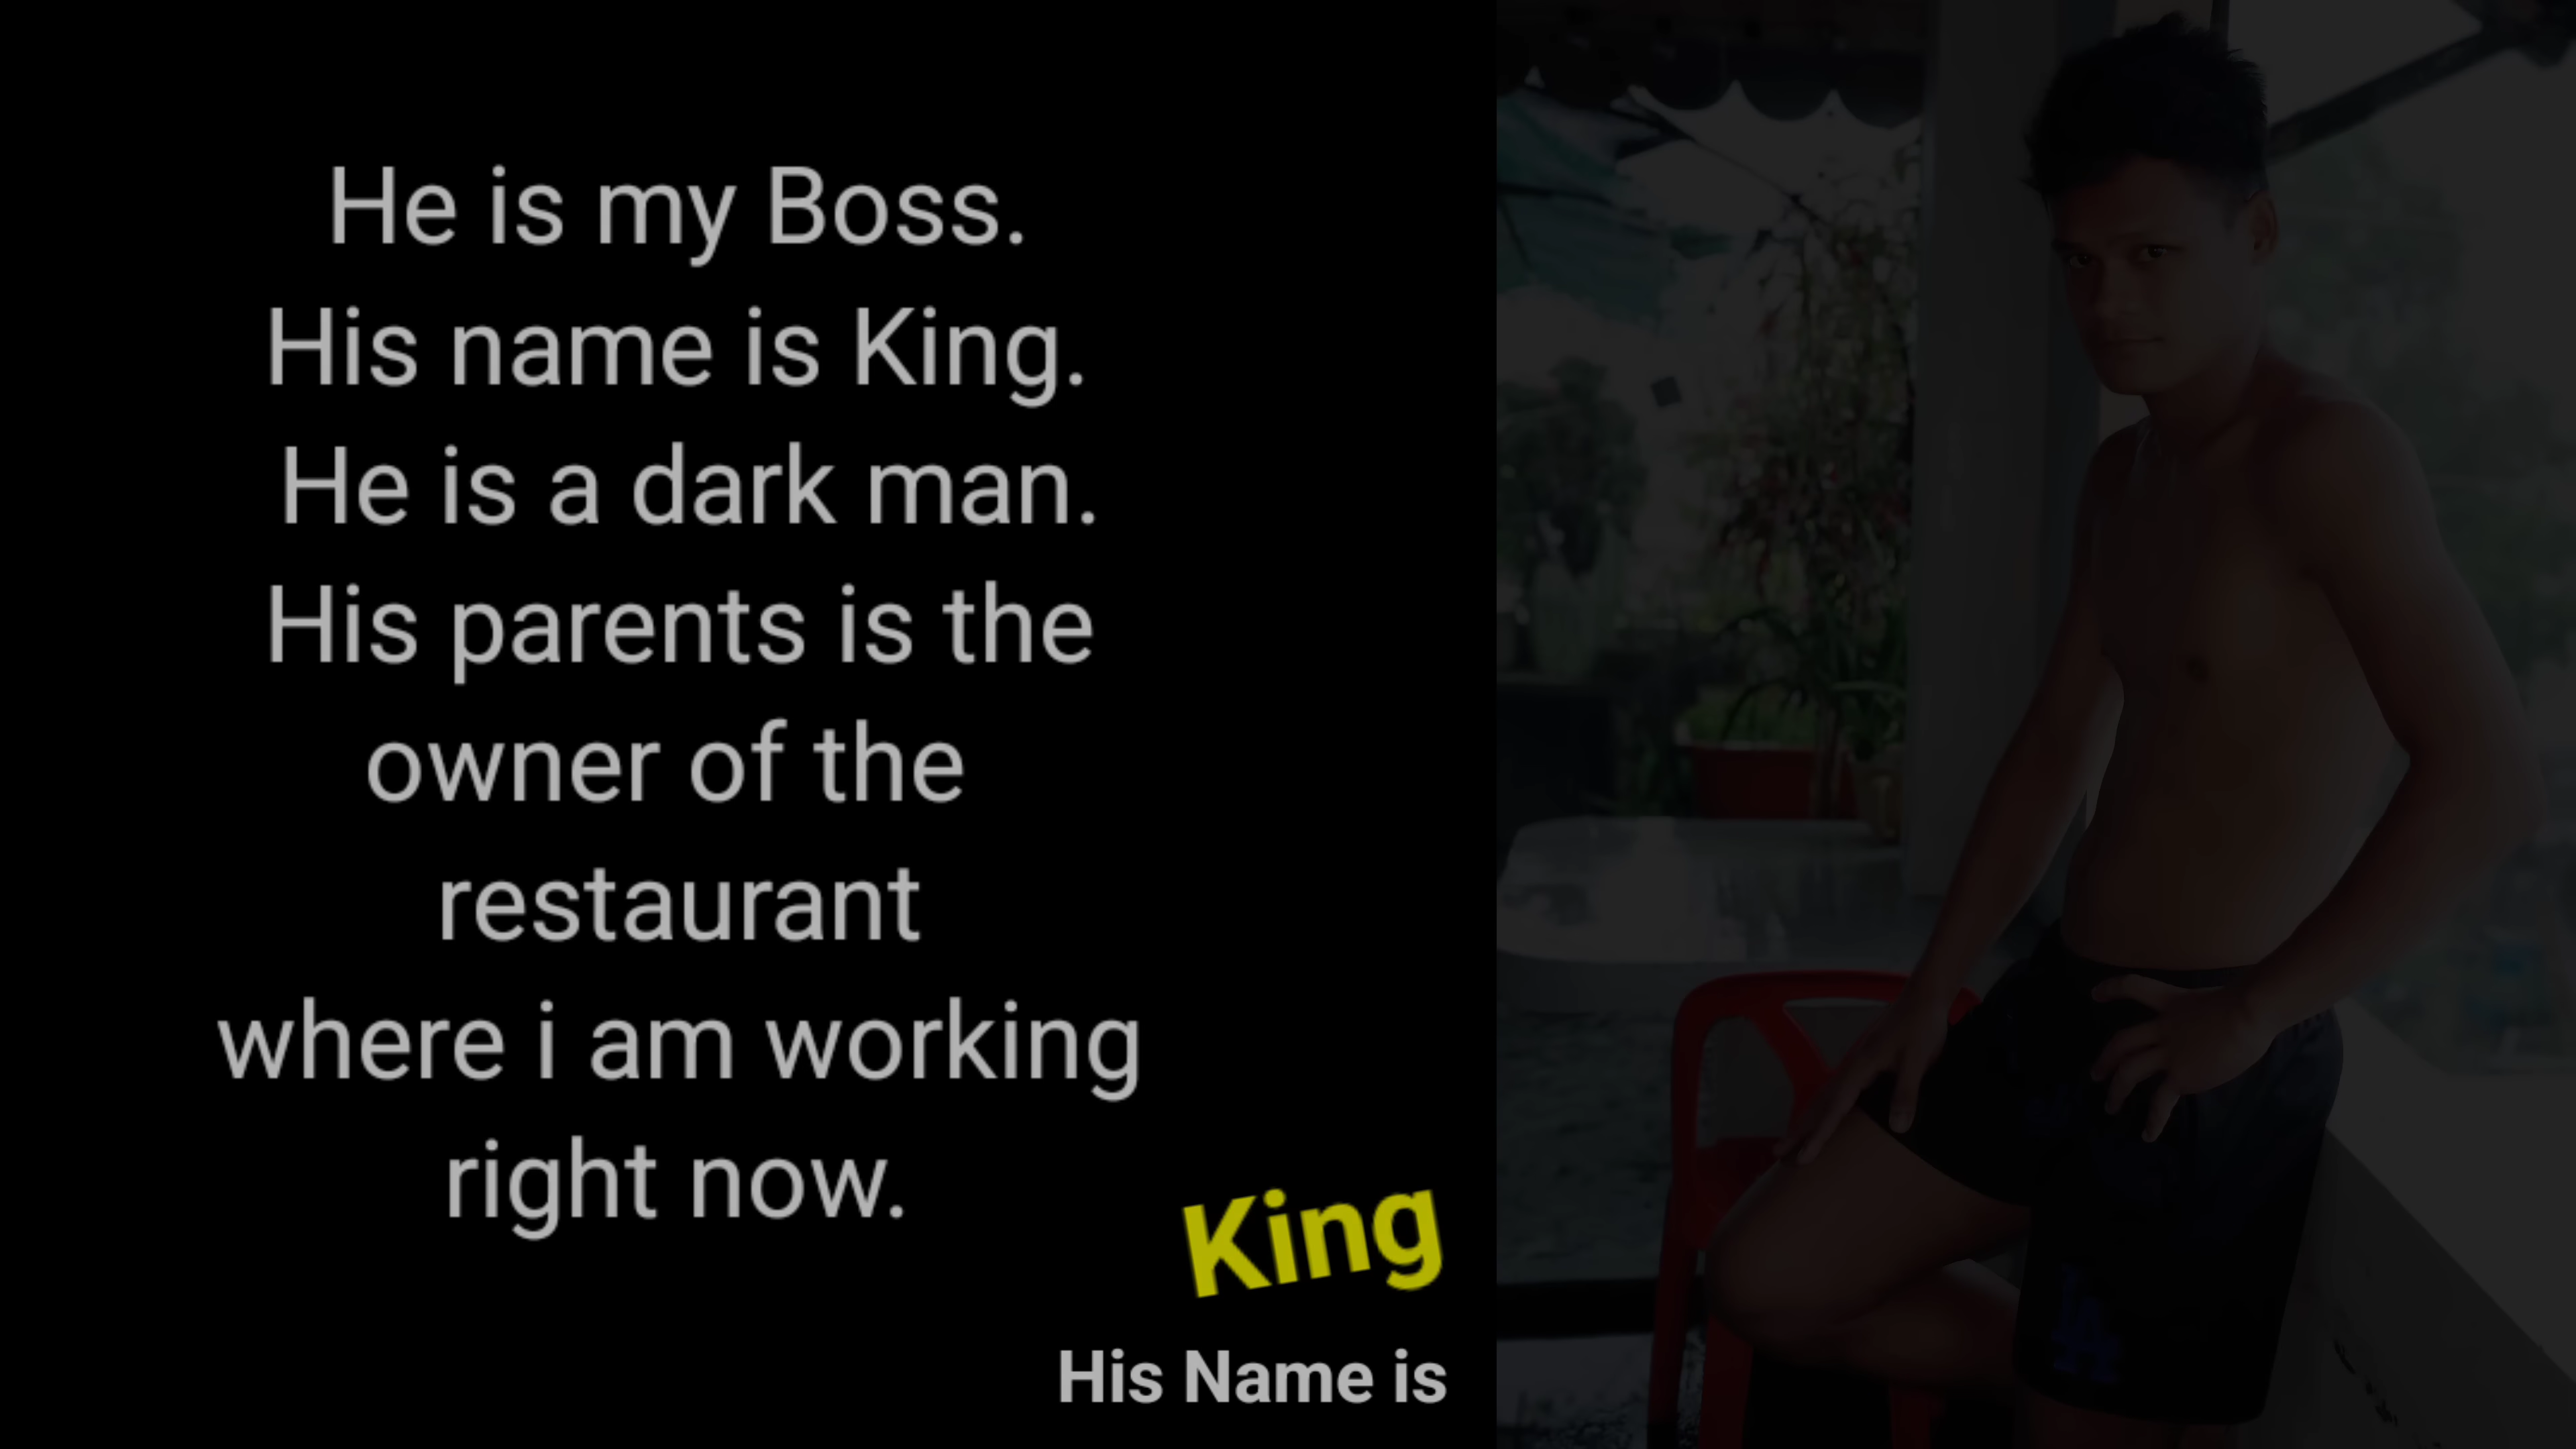 He is my Boss.
His name is King.
He is a dark man.
His parents is the
owner of the
restaurant
where i am working
right now.
King
His Name is
LA